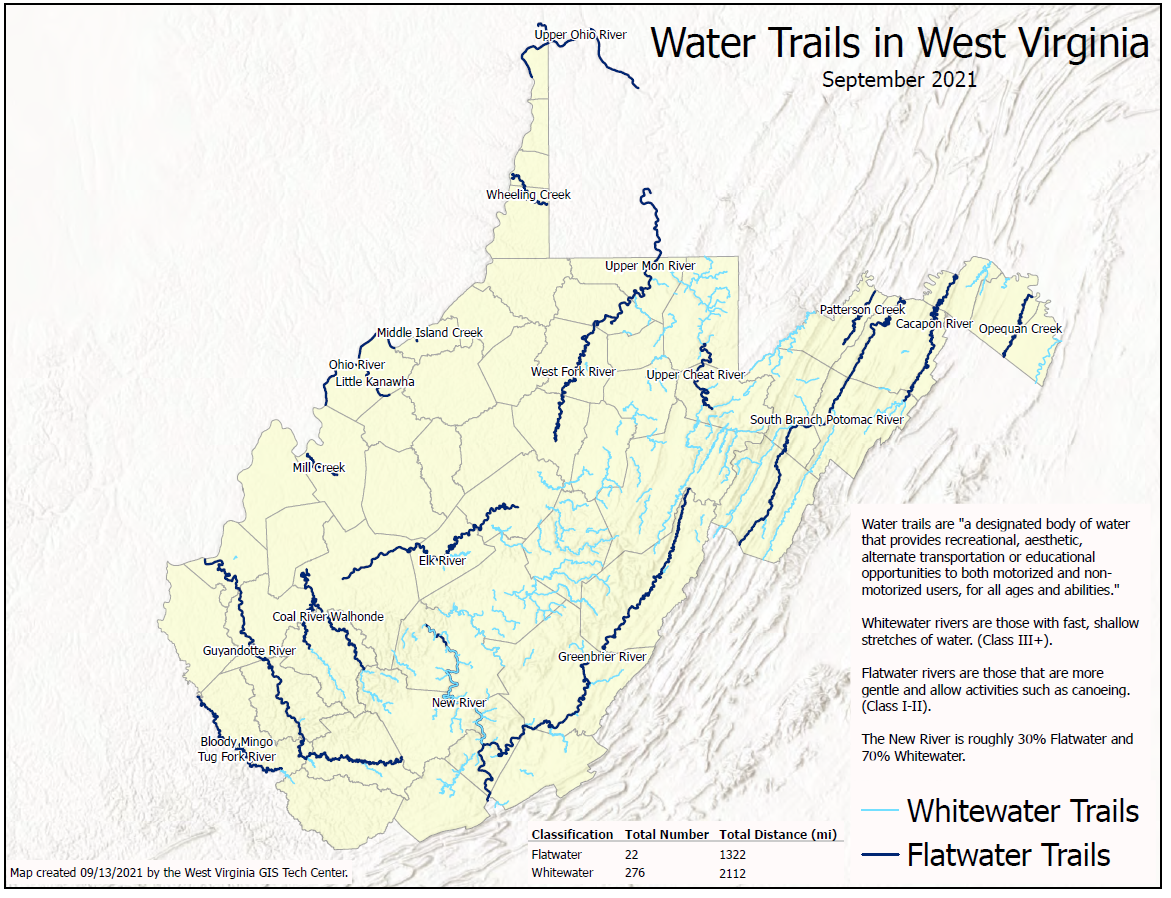 Water Trails in West Virginia
September 2021
Upper Ohio River
Wheeling Creek
Upper Mon River
Patterson Creek
Cacapon River
Opequan Creek
Middle Island Creek
Ohio River
Little Kanawha
West Fork River
Upper Cheat River
South Branch Potomac River
Mill Creek
Elk River
Coal River Walhonde
Guyandotte River
Greenbrier River
New River
Bloody Mingo
Tug Fork River
Water trails are "a designated body of water
that provides recreational, aesthetic,
alternate transportation or educational
opportunities to both motorized and non-
motorized users, for all ages and abilities."
Whitewater rivers are those with fast, shallow
stretches of water. (Class III+).
Flatwater rivers are those that are more
gentle and allow activities such as canoeing.
(Class I-II).
The New River is roughly 30% Flatwater and
70% Whitewater.
Whitewater Trails
Flatwater Trails
Classification Total Number Total Distance (mi)
Flatwater 22 1322
Whitewater 276 2112
Map created 09/13/2021 by the West Virginia GIS Tech Center.